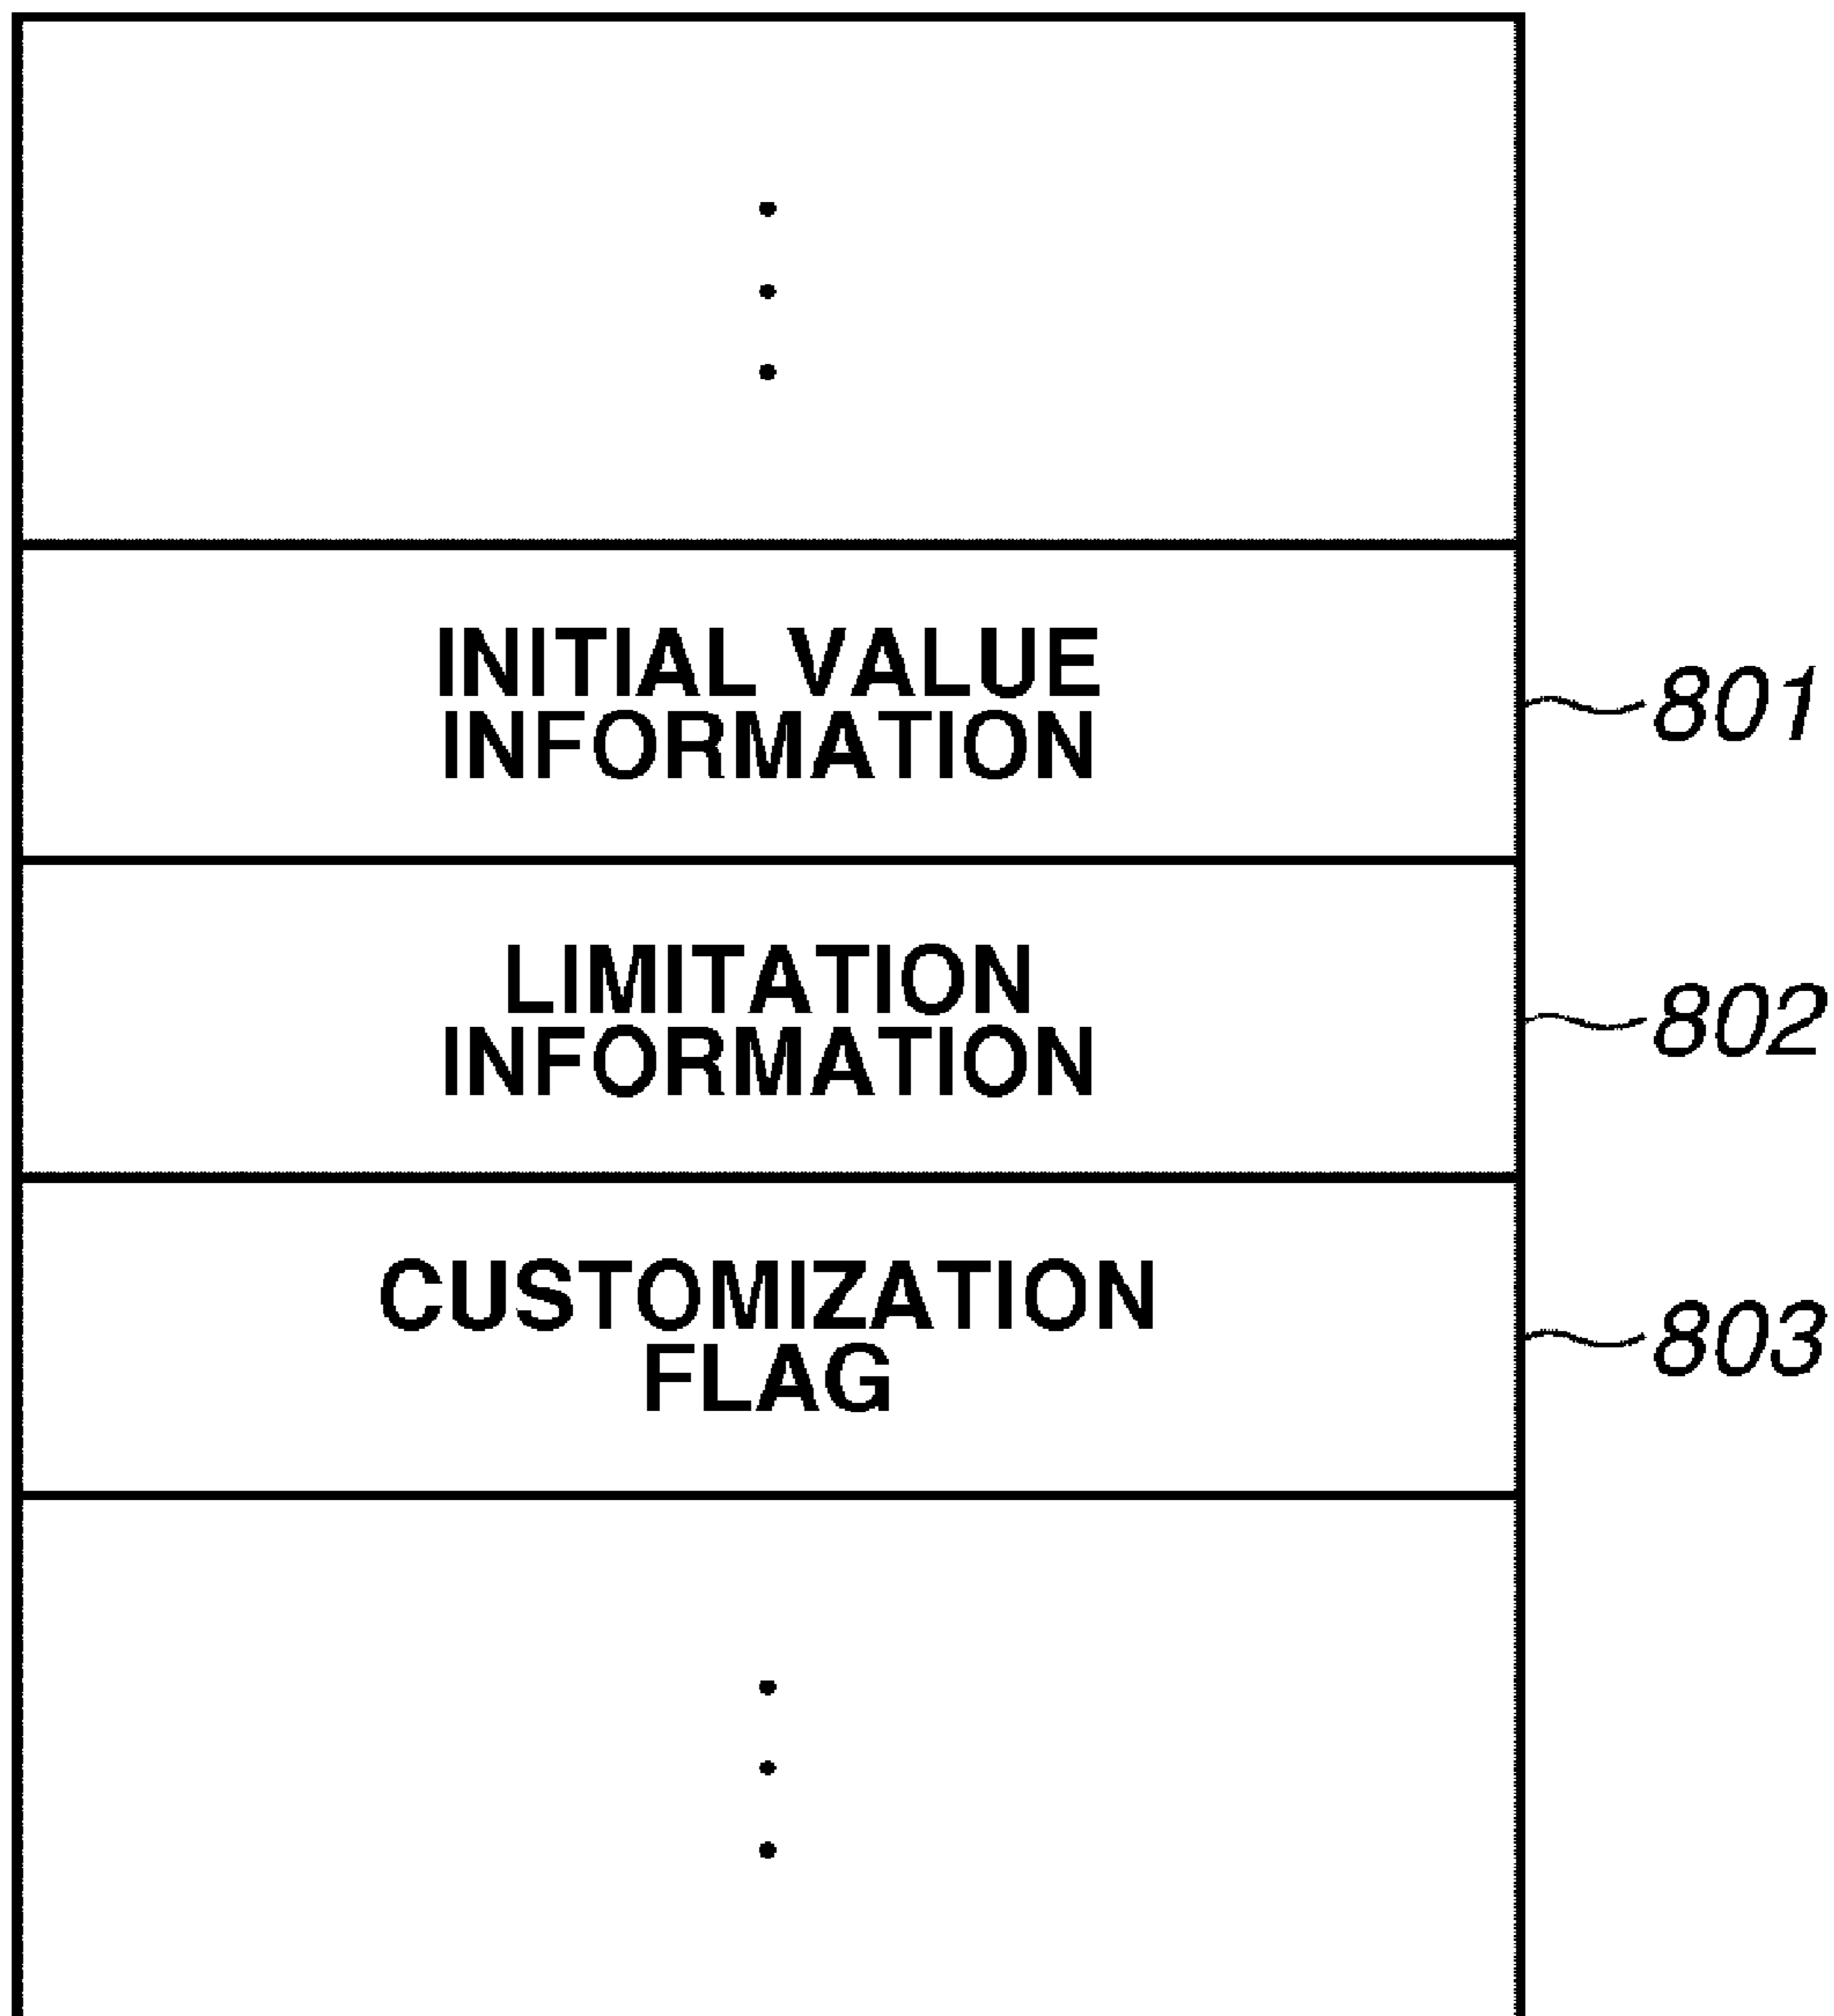 INITIAL VALUE
INFORMATION
801
LIMITATION
INFORMATION
802
CUSTOMIZATION
FLAG
803